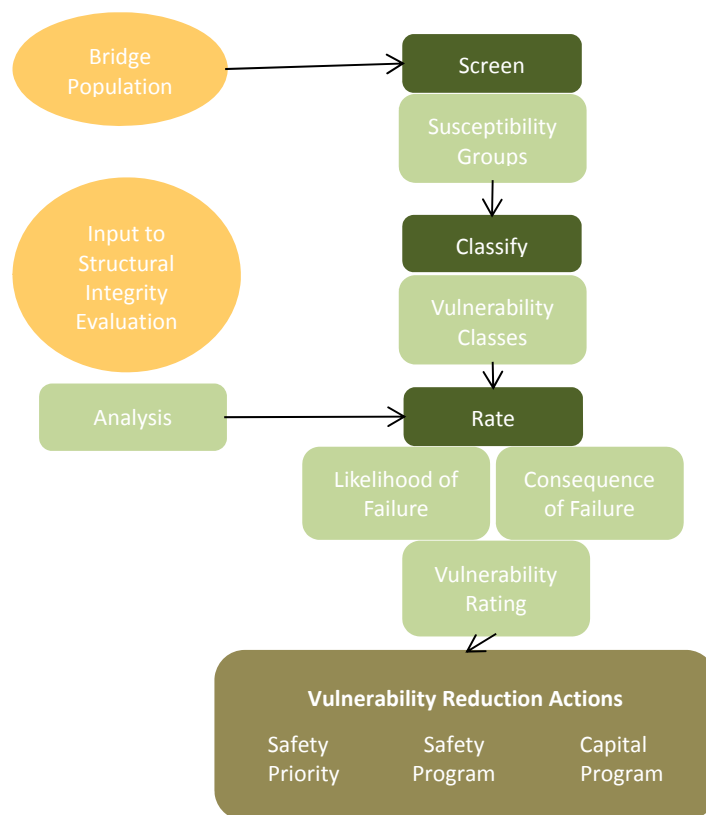 Bridge
Population
Screen
Susceptibility
Groups
Input to
Structural
Integrity
Evaluation
Classify
Vulnerability
Classes
Analysis
Rate
Likelihood of
Failure
Consequence
of Failure
Vulnerability
Rating
Vulnerability Reduction Actions
Safety
Priority
Safety
Program
Capital
Program